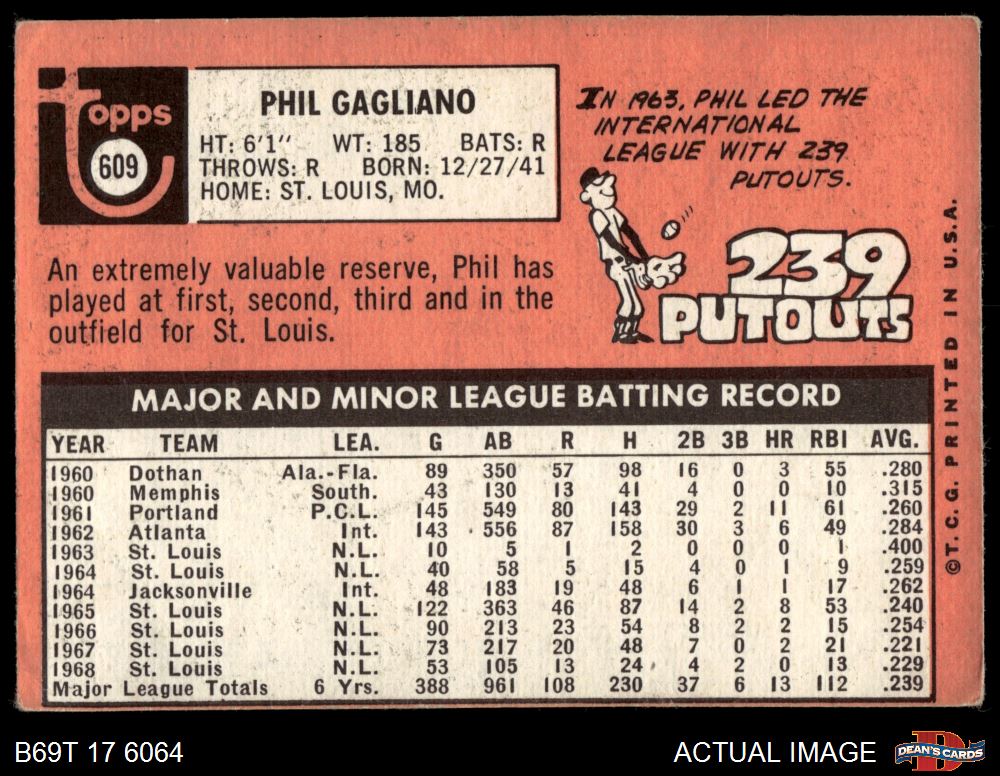 topps
609
PHIL GAGLIANO
HT: 6'1" WT: 185 BATS: R
THROWS: R BORN: 12/27/41
HOME: ST. LOUIS, MO.
IN 1963, PHIL LED THE
INTERNATIONAL
LEAGUE WITH 239
PUTOUTS.
239
PUTOUTS
An extremely valuable reserve, Phil has
played at first, second, third and in the
outfield for St. Louis.
MAJOR AND MINOR LEAGUE BATTING RECORD
YEAR TEAM LEA. G AB R H 2B 3B HR RBI AVG.
1960 Dothan Ala.-Fla. 89 350 57 98 16 0 3 55 .280
1960 Memphis South. 43 130 13 41 4 0 0 10 .315
1961 Portland P.C.L. 145 549 80 143 29 2 11 61 .260
1962 Atlanta Int. 143 556 87 158 30 3 6 49 .284
1963 St. Louis N.L. 10 5 1 2 0 0 0 1 .400
1964 St. Louis N.L. 40 58 5 15 4 0 1 9 .259
1964 Jacksonville Int. 48 183 19 48 6 1 1 17 .262
1965 St. Louis N.L. 122 363 46 87 14 2 8 53 .240
1966 St. Louis N.L. 90 213 23 54 8 2 2 15 .254
1967 St. Louis N.L. 73 217 20 48 7 0 2 21 .221
1968 St. Louis N.L. 53 105 13 24 4 2 0 13 .229
Major League Totals 6 Yrs. 388 961 108 230 37 6 13 112 .239
©T.C.G. PRINTED IN U.S.A.
B69T 17 6064
ACTUAL IMAGE
DEAN'S CARDS